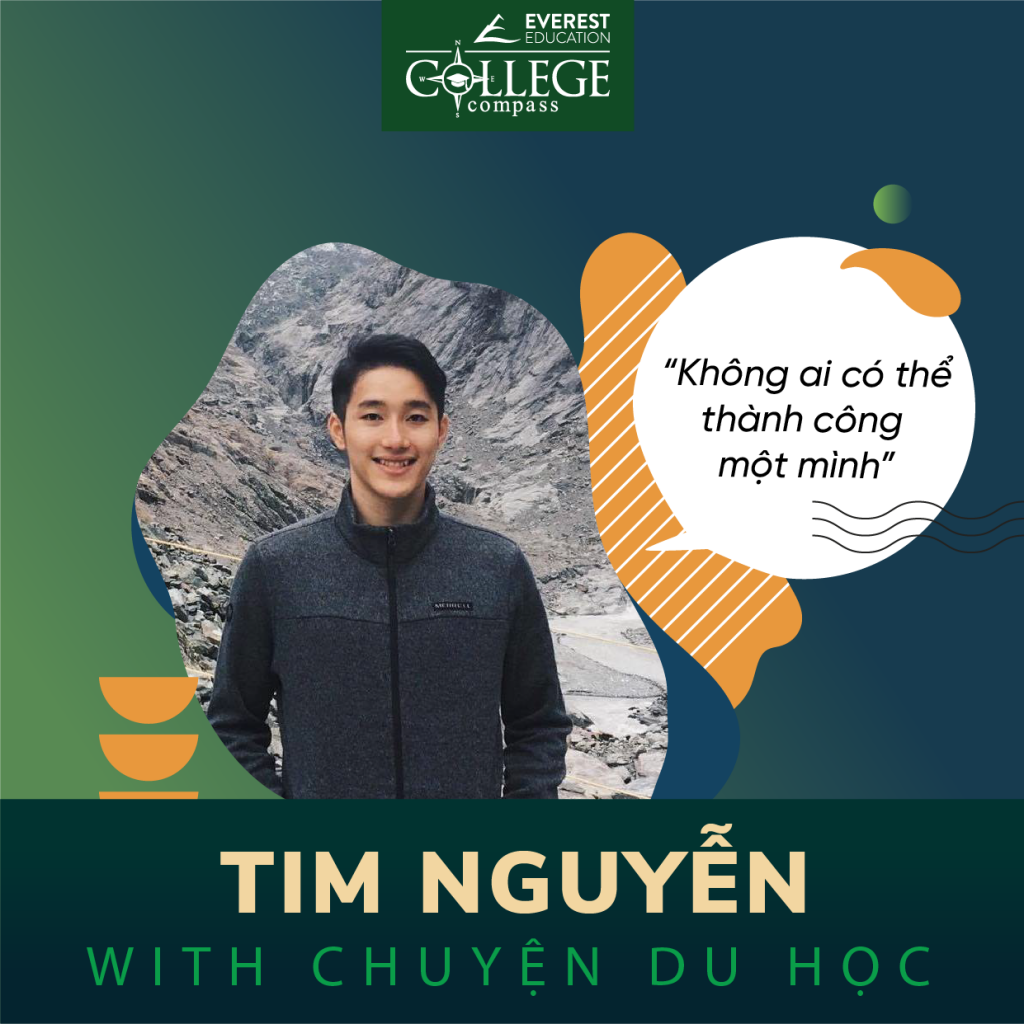 EVEREST
EDUCATION
N
W E
COLLEGE
compass
S
“Không ai có thể
thành công
một mình”
MERRELL
TIM NGUYỄN
WITH CHUYỆN DU HỌC